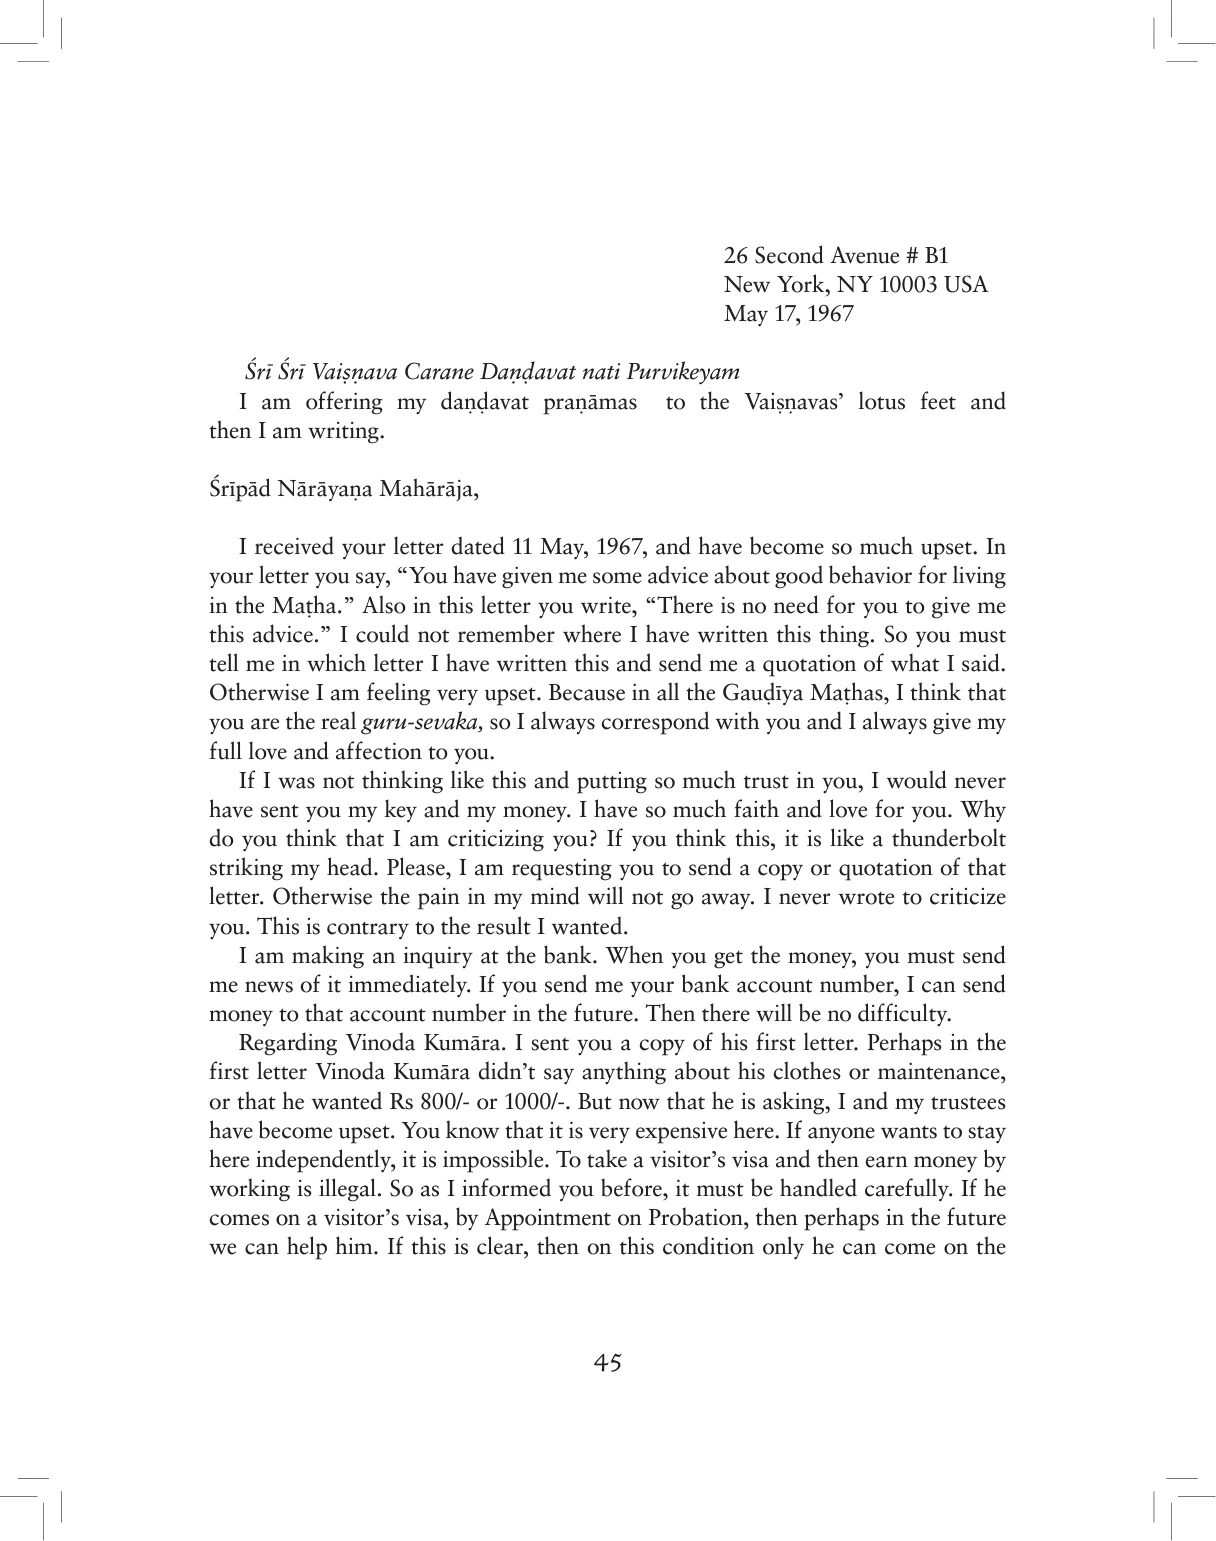 26 Second Avenue # B1
New York, NY 10003 USA
May 17, 1967
Śrī Śrī Vaiṣṇava Carane Daṇḍavat nati Purvikeyam
I am offering my daṇḍavat praṇāmas to the Vaiṣṇavas’ lotus feet and
then I am writing.
Śrīpād Nārāyaṇa Mahārāja,
I received your letter dated 11 May, 1967, and have become so much upset. In
your letter you say, “You have given me some advice about good behavior for living
in the Maṭha.” Also in this letter you write, “There is no need for you to give me
this advice.” I could not remember where I have written this thing. So you must
tell me in which letter I have written this and send me a quotation of what I said.
Otherwise I am feeling very upset. Because in all the Gauḍīya Maṭhas, I think that
you are the real guru-sevaka, so I always correspond with you and I always give my
full love and affection to you.
If I was not thinking like this and putting so much trust in you, I would never
have sent you my key and my money. I have so much faith and love for you. Why
do you think that I am criticizing you? If you think this, it is like a thunderbolt
striking my head. Please, I am requesting you to send a copy or quotation of that
letter. Otherwise the pain in my mind will not go away. I never wrote to criticize
you. This is contrary to the result I wanted.
I am making an inquiry at the bank. When you get the money, you must send
me news of it immediately. If you send me your bank account number, I can send
money to that account number in the future. Then there will be no difficulty.
Regarding Vinoda Kumāra. I sent you a copy of his first letter. Perhaps in the
first letter Vinoda Kumāra didn’t say anything about his clothes or maintenance,
or that he wanted Rs 800/- or 1000/-. But now that he is asking, I and my trustees
have become upset. You know that it is very expensive here. If anyone wants to stay
here independently, it is impossible. To take a visitor’s visa and then earn money by
working is illegal. So as I informed you before, it must be handled carefully. If he
comes on a visitor’s visa, by Appointment on Probation, then perhaps in the future
we can help him. If this is clear, then on this condition only he can come on the
45